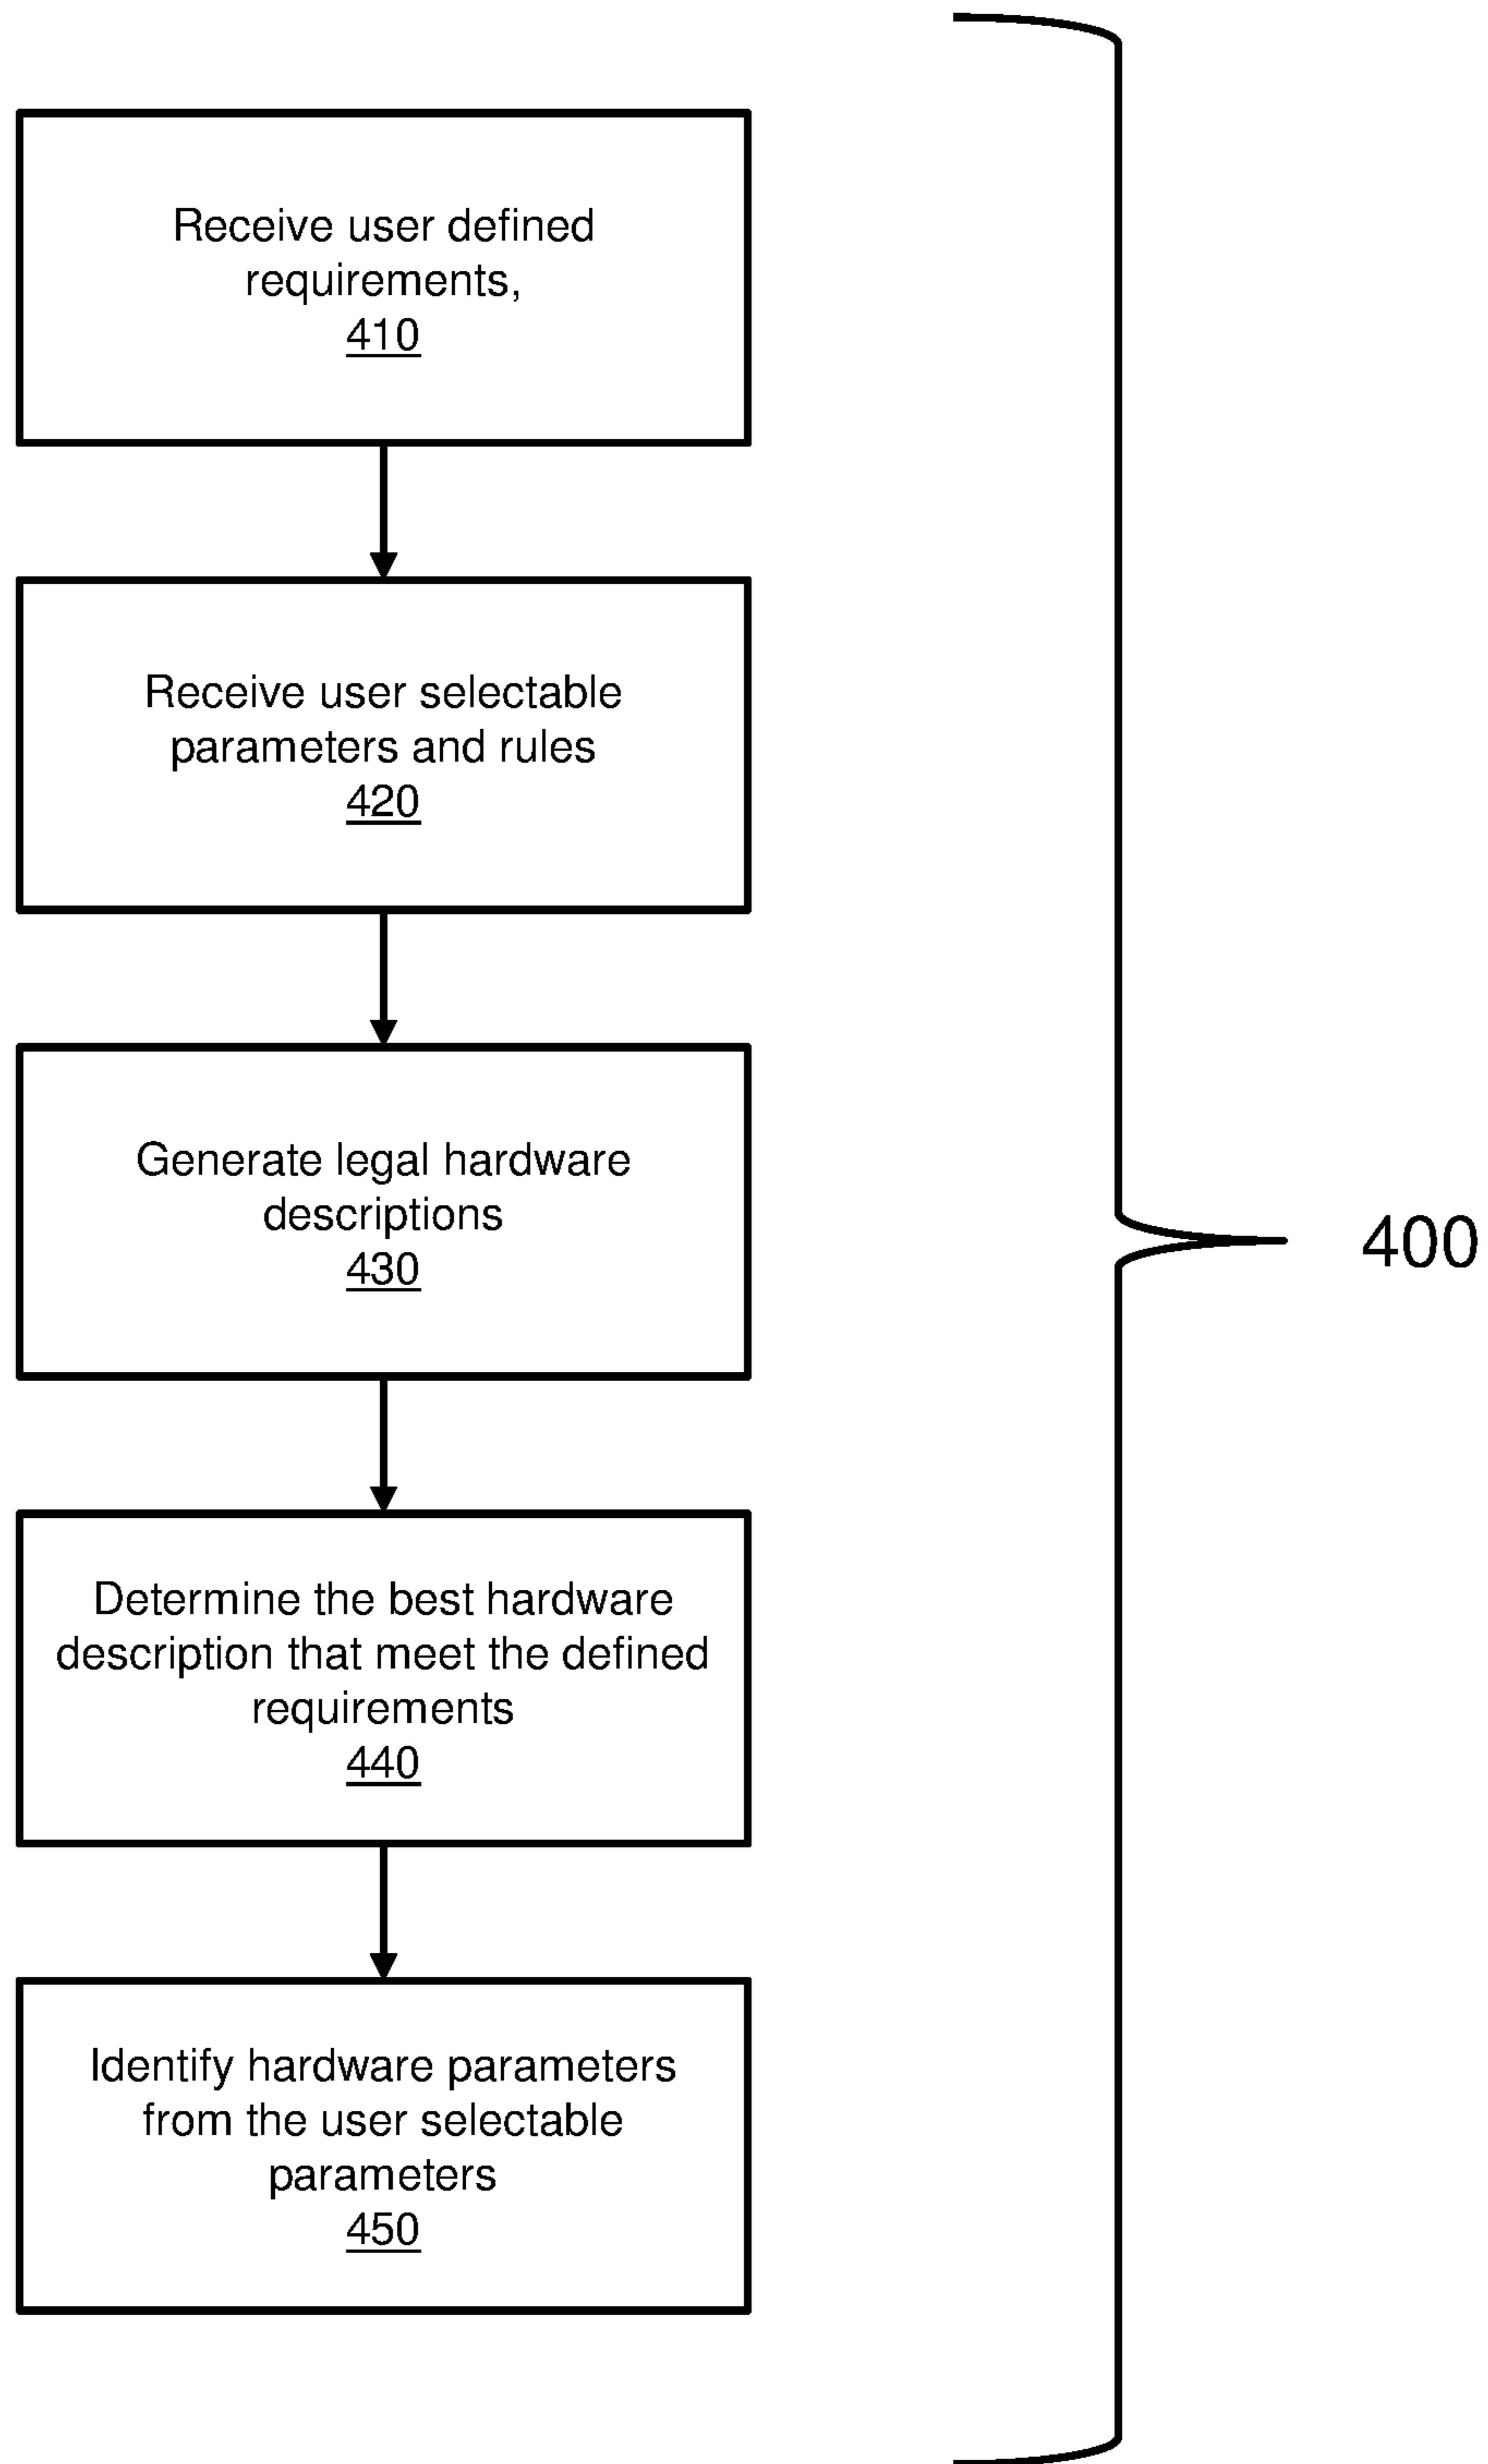 Receive user defined
requirements,
410
Receive user selectable
parameters and rules
420
Generate legal hardware
descriptions
430
400
Determine the best hardware
description that meet the defined
requirements
440
Identify hardware parameters
from the user selectable
parameters
450